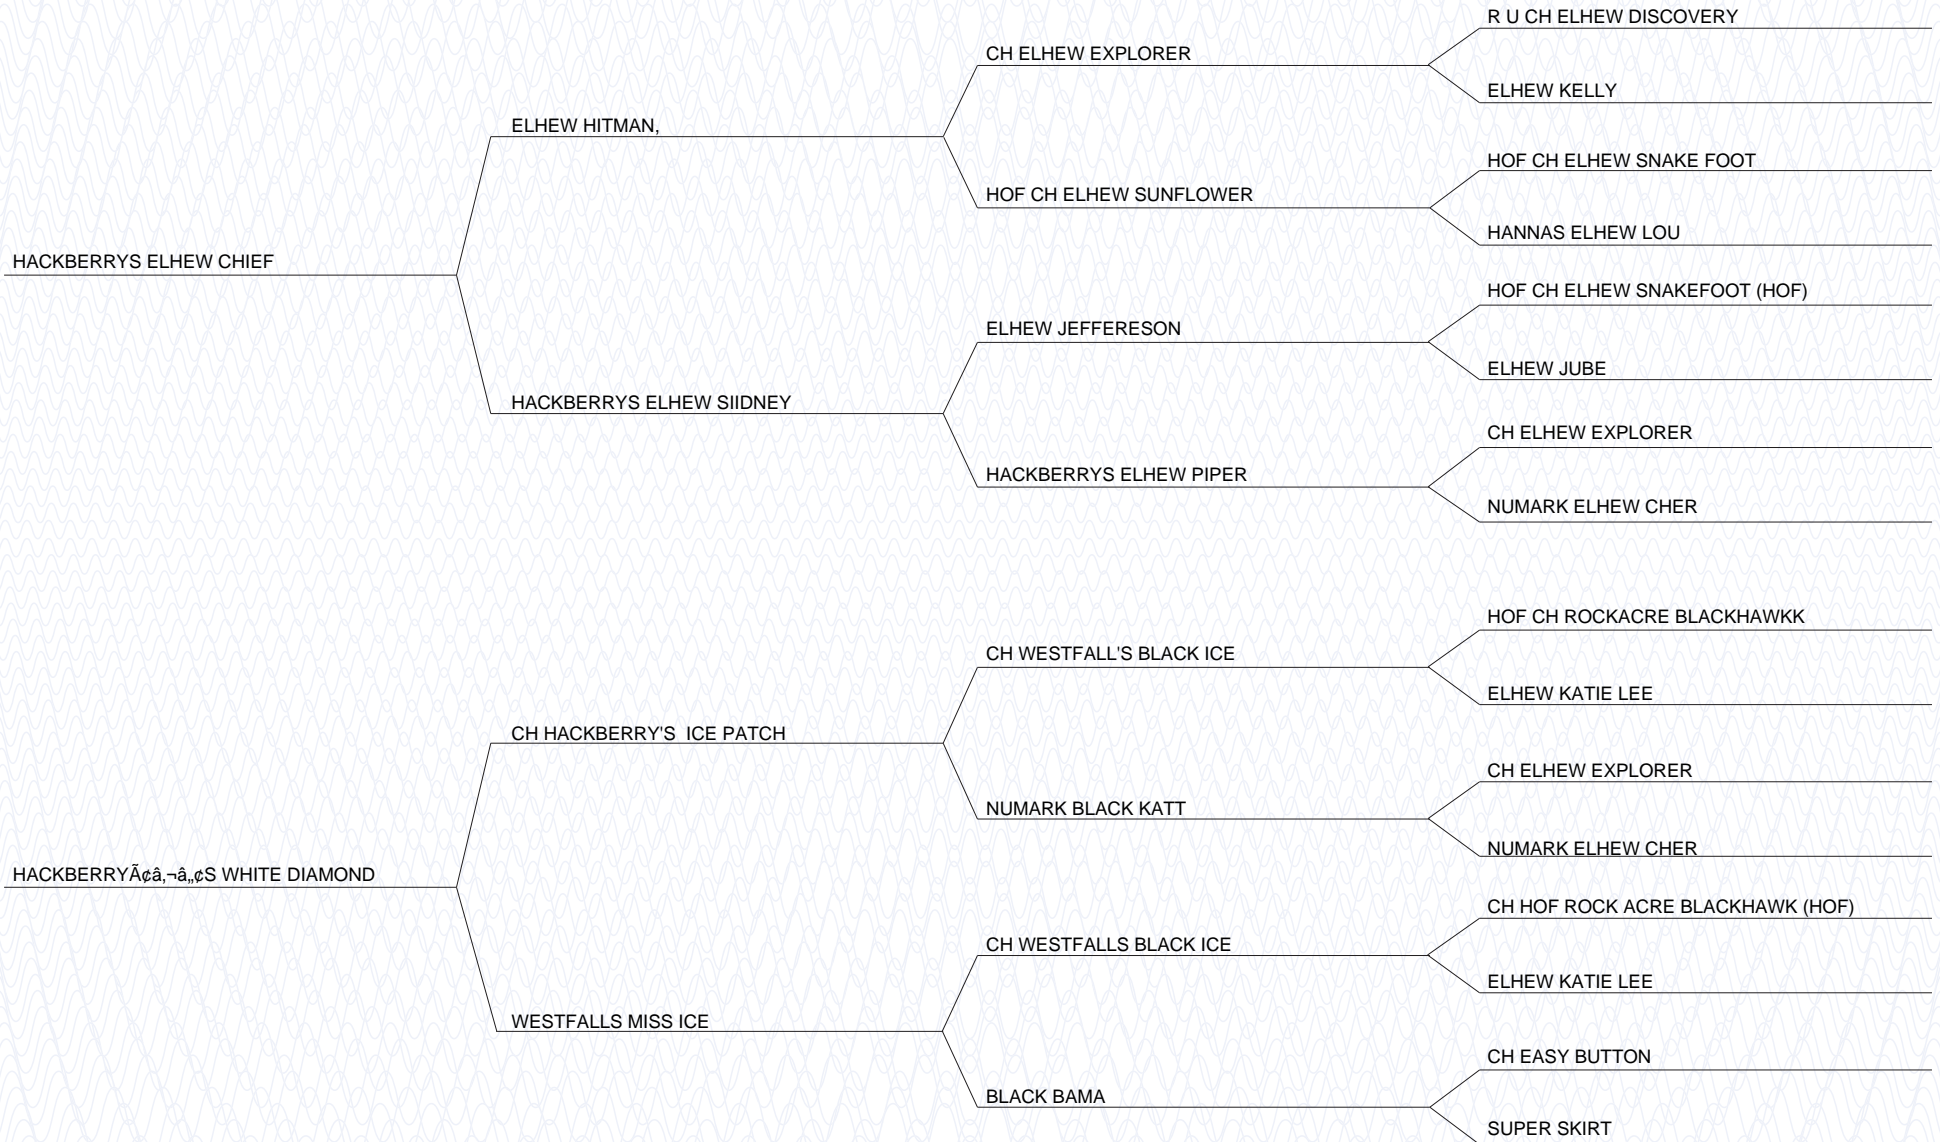 R U CH ELHEW DISCOVERY
CH ELHEW EXPLORER
ELHEW KELLY
ELHEW HITMAN,
HOF CH ELHEW SNAKE FOOT
HOF CH ELHEW SUNFLOWER
HANNAS ELHEW LOU
HACKBERRYS ELHEW CHIEF
HOF CH ELHEW SNAKEFOOT (HOF)
ELHEW JEFFERESON
ELHEW JUBE
HACKBERRYS ELHEW SIIDNEY
CH ELHEW EXPLORER
HACKBERRYS ELHEW PIPER
NUMARK ELHEW CHER
HOF CH ROCKACRE BLACKHAWKK
CH WESTFALL'S BLACK ICE
ELHEW KATIE LEE
CH HACKBERRY'S  ICE PATCH
CH ELHEW EXPLORER
NUMARK BLACK KATT
NUMARK ELHEW CHER
HACKBERRYÃ¢â‚¬â„¢S WHITE DIAMOND
CH HOF ROCK ACRE BLACKHAWK (HOF)
CH WESTFALLS BLACK ICE
ELHEW KATIE LEE
WESTFALLS MISS ICE
CH EASY BUTTON
BLACK BAMA
SUPER SKIRT